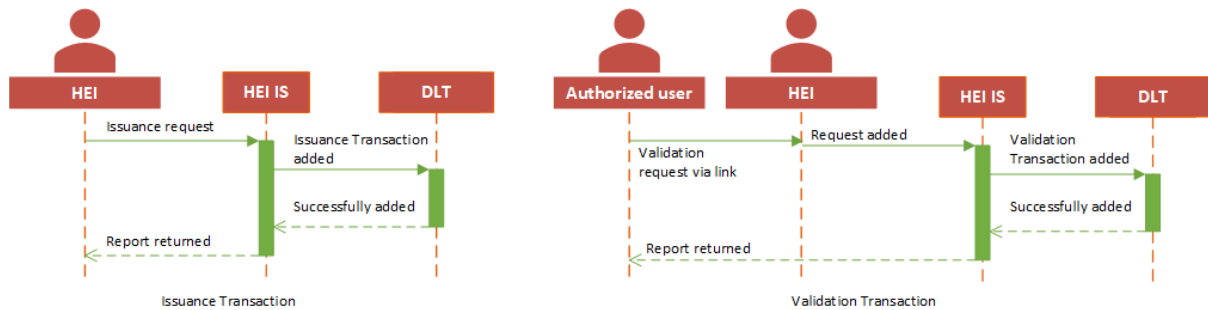 HEI
HEI IS
DLT
Issuance request
Issuance Transaction
added
Successfully added
Report returned
Issuance Transaction
Authorized user
HEI
HEI IS
DLT
Validation
request via link
Request added
Validation
Transaction added
Successfully added
Report returned
Validation Transaction